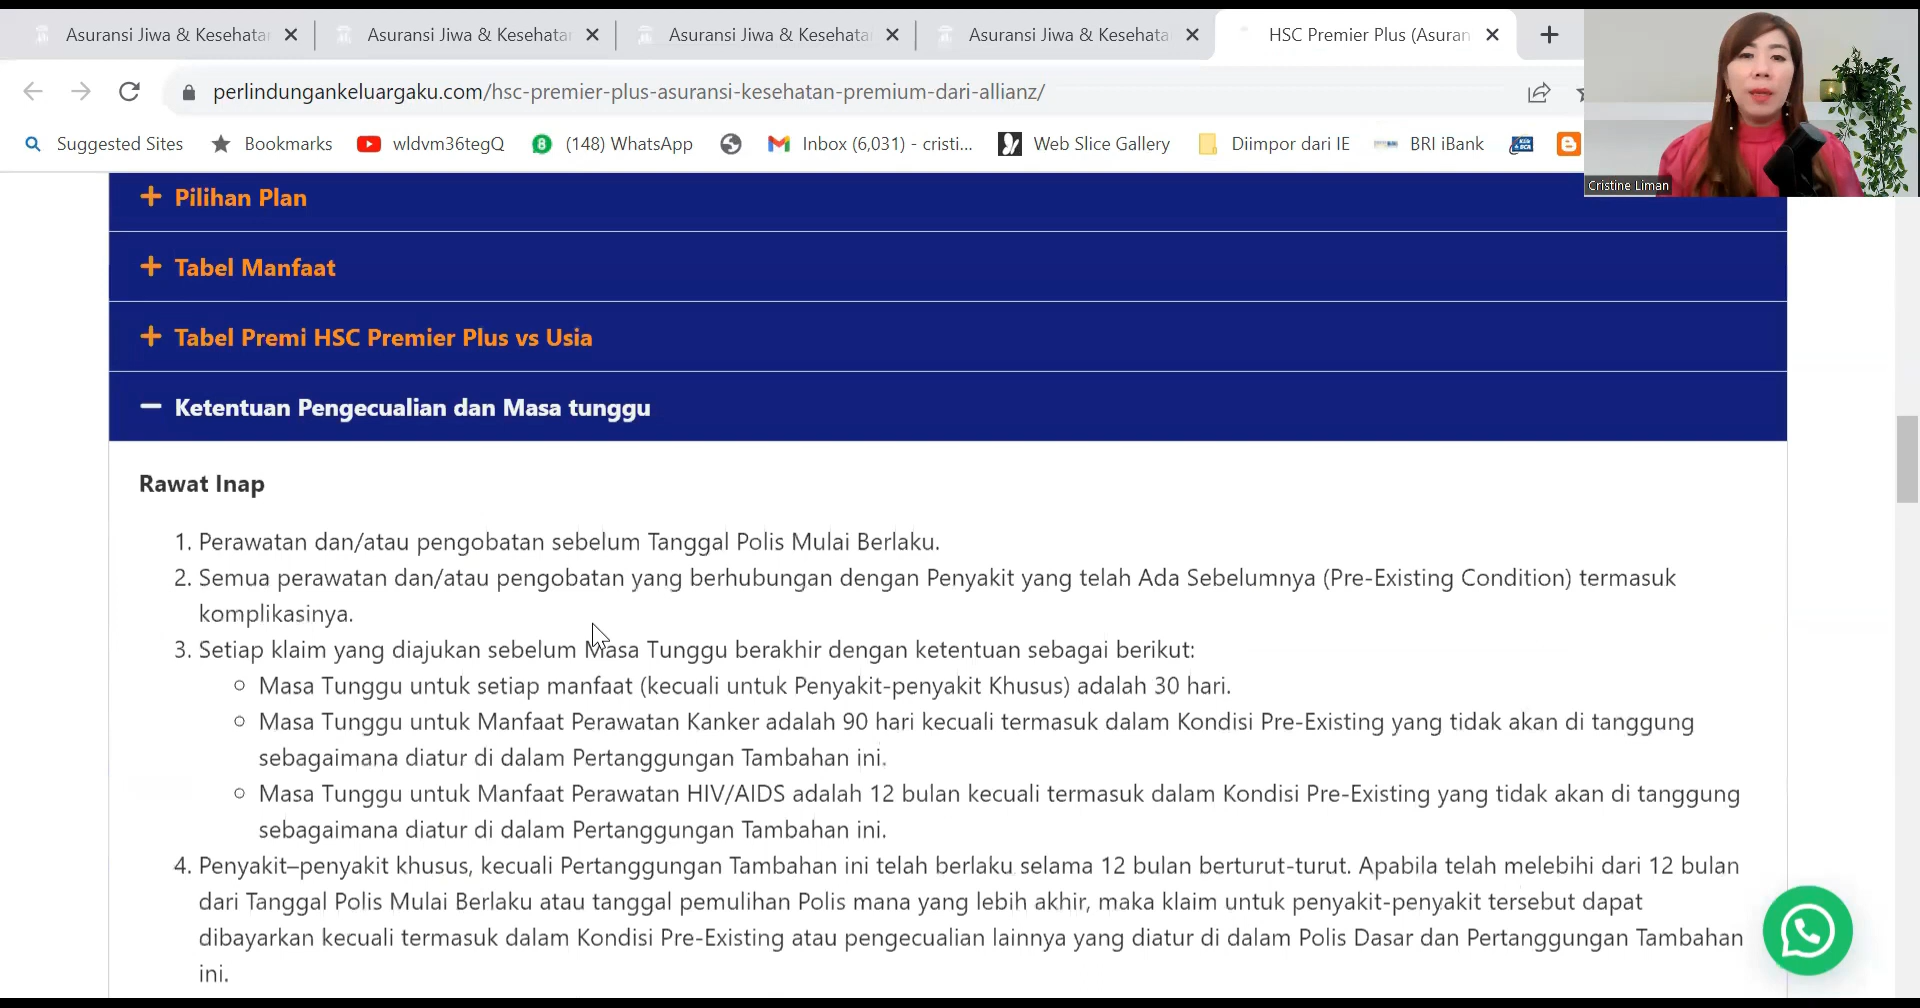 Asuransi Jiwa & Kesehatan
Asuransi Jiwa & Kesehata
Asuransi Jiwa & Kesehata
Asuransi Jiwa & Kesehata
HSC Premier Plus (Asuran
perlindungankeluargaku.com/hsc-premier-plus-asuransi-kesehatan-premium-dari-allianz/
Suggested Sites
Bookmarks
wldvm36tegQ
8 (148) WhatsApp
Inbox (6,031) - cristi...
Web Slice Gallery
Diimpor dari IE
BRI iBank
Cristine Liman
+ Pilihan Plan
+ Tabel Manfaat
+ Tabel Premi HSC Premier Plus vs Usia
− Ketentuan Pengecualian dan Masa tunggu
Rawat Inap
1. Perawatan dan/atau pengobatan sebelum Tanggal Polis Mulai Berlaku.
2. Semua perawatan dan/atau pengobatan yang berhubungan dengan Penyakit yang telah Ada Sebelumnya (Pre-Existing Condition) termasuk
komplikasinya.
3. Setiap klaim yang diajukan sebelum Masa Tunggu berakhir dengan ketentuan sebagai berikut:
Masa Tunggu untuk setiap manfaat (kecuali untuk Penyakit-penyakit Khusus) adalah 30 hari.
Masa Tunggu untuk Manfaat Perawatan Kanker adalah 90 hari kecuali termasuk dalam Kondisi Pre-Existing yang tidak akan di tanggung
sebagaimana diatur di dalam Pertanggungan Tambahan ini.
Masa Tunggu untuk Manfaat Perawatan HIV/AIDS adalah 12 bulan kecuali termasuk dalam Kondisi Pre-Existing yang tidak akan di tanggung
sebagaimana diatur di dalam Pertanggungan Tambahan ini.
4. Penyakit–penyakit khusus, kecuali Pertanggungan Tambahan ini telah berlaku selama 12 bulan berturut-turut. Apabila telah melebihi dari 12 bulan
dari Tanggal Polis Mulai Berlaku atau tanggal pemulihan Polis mana yang lebih akhir, maka klaim untuk penyakit-penyakit tersebut dapat
dibayarkan kecuali termasuk dalam Kondisi Pre-Existing atau pengecualian lainnya yang diatur di dalam Polis Dasar dan Pertanggungan Tambahan
ini.